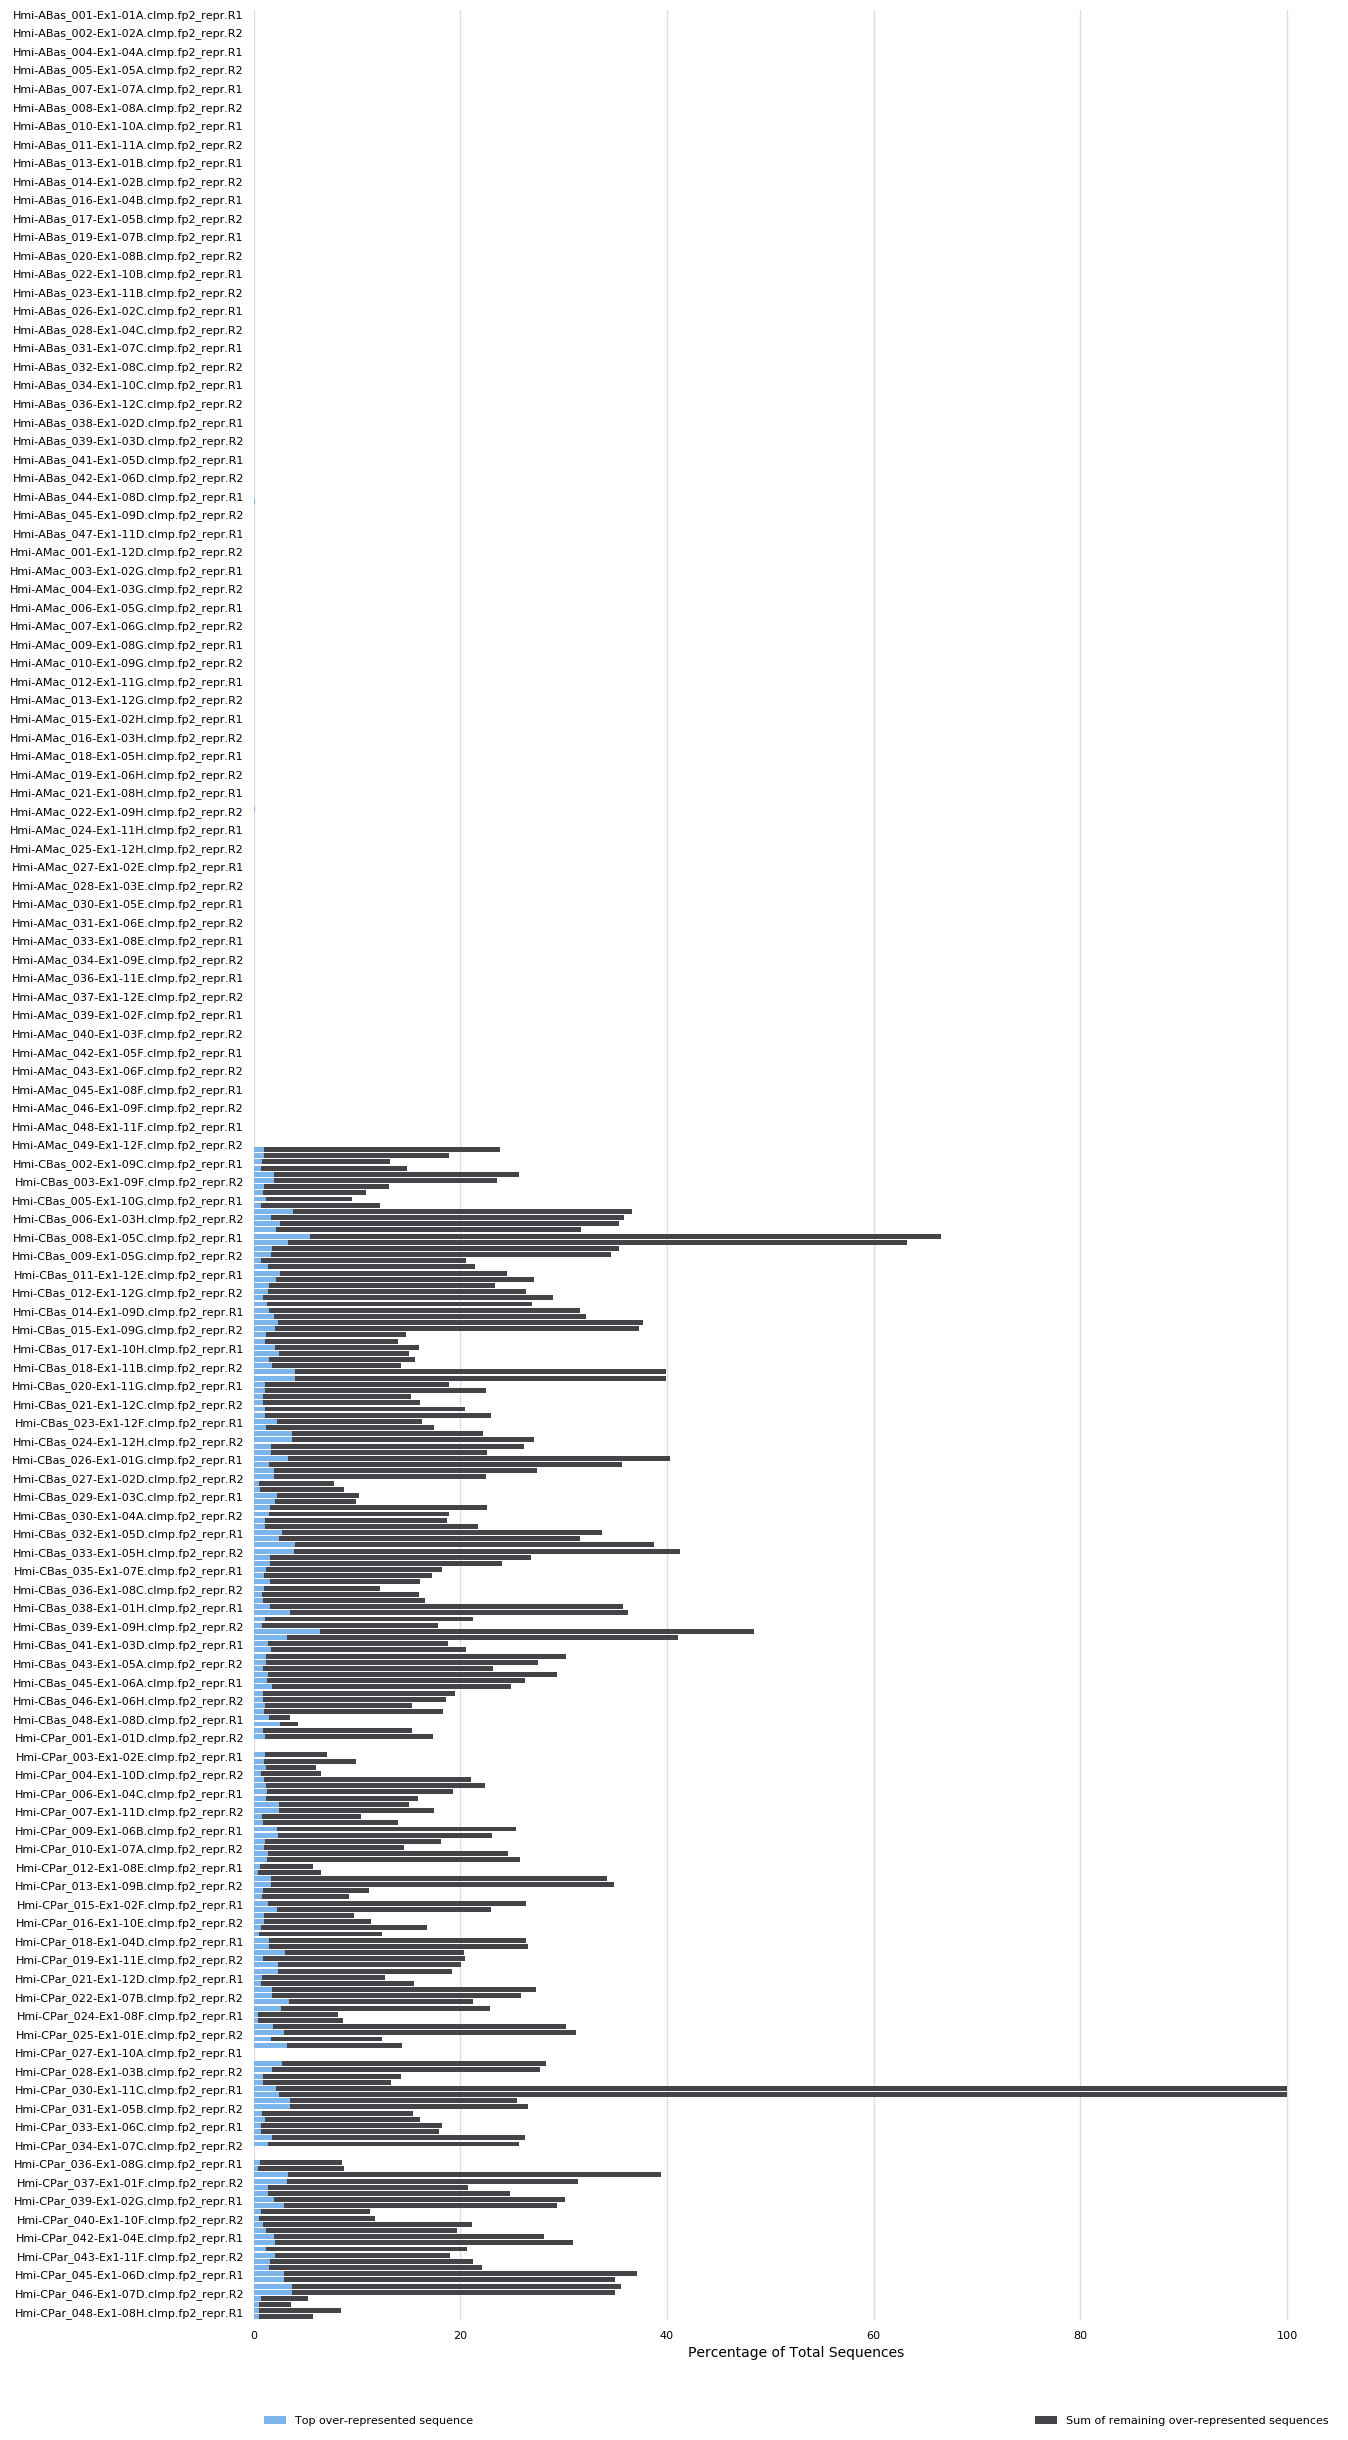 Hmi-ABas_001-Ex1-01A.clmp.fp2_repr.R1
Hmi-ABas_002-Ex1-02A.clmp.fp2_repr.R2
Hmi-ABas_004-Ex1-04A.clmp.fp2_repr.R1
Hmi-ABas_005-Ex1-05A.clmp.fp2_repr.R2
Hmi-ABas_007-Ex1-07A.clmp.fp2_repr.R1
Hmi-ABas_008-Ex1-08A.clmp.fp2_repr.R2
Hmi-ABas_010-Ex1-10A.clmp.fp2_repr.R1
Hmi-ABas_011-Ex1-11A.clmp.fp2_repr.R2
Hmi-ABas_013-Ex1-01B.clmp.fp2_repr.R1
Hmi-ABas_014-Ex1-02B.clmp.fp2_repr.R2
Hmi-ABas_016-Ex1-04B.clmp.fp2_repr.R1
Hmi-ABas_017-Ex1-05B.clmp.fp2_repr.R2
Hmi-ABas_019-Ex1-07B.clmp.fp2_repr.R1
Hmi-ABas_020-Ex1-08B.clmp.fp2_repr.R2
Hmi-ABas_022-Ex1-10B.clmp.fp2_repr.R1
Hmi-ABas_023-Ex1-11B.clmp.fp2_repr.R2
Hmi-ABas_026-Ex1-02C.clmp.fp2_repr.R1
Hmi-ABas_028-Ex1-04C.clmp.fp2_repr.R2
Hmi-ABas_031-Ex1-07C.clmp.fp2_repr.R1
Hmi-ABas_032-Ex1-08C.clmp.fp2_repr.R2
Hmi-ABas_034-Ex1-10C.clmp.fp2_repr.R1
Hmi-ABas_036-Ex1-12C.clmp.fp2_repr.R2
Hmi-ABas_038-Ex1-02D.clmp.fp2_repr.R1
Hmi-ABas_039-Ex1-03D.clmp.fp2_repr.R2
Hmi-ABas_041-Ex1-05D.clmp.fp2_repr.R1
Hmi-ABas_042-Ex1-06D.clmp.fp2_repr.R2
Hmi-ABas_044-Ex1-08D.clmp.fp2_repr.R1
Hmi-ABas_045-Ex1-09D.clmp.fp2_repr.R2
Hmi-ABas_047-Ex1-11D.clmp.fp2_repr.R1
Hmi-AMac_001-Ex1-12D.clmp.fp2_repr.R2
Hmi-AMac_003-Ex1-02G.clmp.fp2_repr.R1
Hmi-AMac_004-Ex1-03G.clmp.fp2_repr.R2
Hmi-AMac_006-Ex1-05G.clmp.fp2_repr.R1
Hmi-AMac_007-Ex1-06G.clmp.fp2_repr.R2
Hmi-AMac_009-Ex1-08G.clmp.fp2_repr.R1
Hmi-AMac_010-Ex1-09G.clmp.fp2_repr.R2
Hmi-AMac_012-Ex1-11G.clmp.fp2_repr.R1
Hmi-AMac_013-Ex1-12G.clmp.fp2_repr.R2
Hmi-AMac_015-Ex1-02H.clmp.fp2_repr.R1
Hmi-AMac_016-Ex1-03H.clmp.fp2_repr.R2
Hmi-AMac_018-Ex1-05H.clmp.fp2_repr.R1
Hmi-AMac_019-Ex1-06H.clmp.fp2_repr.R2
Hmi-AMac_021-Ex1-08H.clmp.fp2_repr.R1
Hmi-AMac_022-Ex1-09H.clmp.fp2_repr.R2
Hmi-AMac_024-Ex1-11H.clmp.fp2_repr.R1
Hmi-AMac_025-Ex1-12H.clmp.fp2_repr.R2
Hmi-AMac_027-Ex1-02E.clmp.fp2_repr.R1
Hmi-AMac_028-Ex1-03E.clmp.fp2_repr.R2
Hmi-AMac_030-Ex1-05E.clmp.fp2_repr.R1
Hmi-AMac_031-Ex1-06E.clmp.fp2_repr.R2
Hmi-AMac_033-Ex1-08E.clmp.fp2_repr.R1
Hmi-AMac_034-Ex1-09E.clmp.fp2_repr.R2
Hmi-AMac_036-Ex1-11E.clmp.fp2_repr.R1
Hmi-AMac_037-Ex1-12E.clmp.fp2_repr.R2
Hmi-AMac_039-Ex1-02F.clmp.fp2_repr.R1
Hmi-AMac_040-Ex1-03F.clmp.fp2_repr.R2
Hmi-AMac_042-Ex1-05F.clmp.fp2_repr.R1
Hmi-AMac_043-Ex1-06F.clmp.fp2_repr.R2
Hmi-AMac_045-Ex1-08F.clmp.fp2_repr.R1
Hmi-AMac_046-Ex1-09F.clmp.fp2_repr.R2
Hmi-AMac_048-Ex1-11F.clmp.fp2_repr.R1
Hmi-AMac_049-Ex1-12F.clmp.fp2_repr.R2
Hmi-CBas_002-Ex1-09C.clmp.fp2_repr.R1
Hmi-CBas_003-Ex1-09F.clmp.fp2_repr.R2
Hmi-CBas_005-Ex1-10G.clmp.fp2_repr.R1
Hmi-CBas_006-Ex1-03H.clmp.fp2_repr.R2
Hmi-CBas_008-Ex1-05C.clmp.fp2_repr.R1
Hmi-CBas_009-Ex1-05G.clmp.fp2_repr.R2
Hmi-CBas_011-Ex1-12E.clmp.fp2_repr.R1
Hmi-CBas_012-Ex1-12G.clmp.fp2_repr.R2
Hmi-CBas_014-Ex1-09D.clmp.fp2_repr.R1
Hmi-CBas_015-Ex1-09G.clmp.fp2_repr.R2
Hmi-CBas_017-Ex1-10H.clmp.fp2_repr.R1
Hmi-CBas_018-Ex1-11B.clmp.fp2_repr.R2
Hmi-CBas_020-Ex1-11G.clmp.fp2_repr.R1
Hmi-CBas_021-Ex1-12C.clmp.fp2_repr.R2
Hmi-CBas_023-Ex1-12F.clmp.fp2_repr.R1
Hmi-CBas_024-Ex1-12H.clmp.fp2_repr.R2
Hmi-CBas_026-Ex1-01G.clmp.fp2_repr.R1
Hmi-CBas_027-Ex1-02D.clmp.fp2_repr.R2
Hmi-CBas_029-Ex1-03C.clmp.fp2_repr.R1
Hmi-CBas_030-Ex1-04A.clmp.fp2_repr.R2
Hmi-CBas_032-Ex1-05D.clmp.fp2_repr.R1
Hmi-CBas_033-Ex1-05H.clmp.fp2_repr.R2
Hmi-CBas_035-Ex1-07E.clmp.fp2_repr.R1
Hmi-CBas_036-Ex1-08C.clmp.fp2_repr.R2
Hmi-CBas_038-Ex1-01H.clmp.fp2_repr.R1
Hmi-CBas_039-Ex1-09H.clmp.fp2_repr.R2
Hmi-CBas_041-Ex1-03D.clmp.fp2_repr.R1
Hmi-CBas_043-Ex1-05A.clmp.fp2_repr.R2
Hmi-CBas_045-Ex1-06A.clmp.fp2_repr.R1
Hmi-CBas_046-Ex1-06H.clmp.fp2_repr.R2
Hmi-CBas_048-Ex1-08D.clmp.fp2_repr.R1
Hmi-CPar_001-Ex1-01D.clmp.fp2_repr.R2
Hmi-CPar_003-Ex1-02E.clmp.fp2_repr.R1
Hmi-CPar_004-Ex1-10D.clmp.fp2_repr.R2
Hmi-CPar_006-Ex1-04C.clmp.fp2_repr.R1
Hmi-CPar_007-Ex1-11D.clmp.fp2_repr.R2
Hmi-CPar_009-Ex1-06B.clmp.fp2_repr.R1
Hmi-CPar_010-Ex1-07A.clmp.fp2_repr.R2
Hmi-CPar_012-Ex1-08E.clmp.fp2_repr.R1
Hmi-CPar_013-Ex1-09B.clmp.fp2_repr.R2
Hmi-CPar_015-Ex1-02F.clmp.fp2_repr.R1
Hmi-CPar_016-Ex1-10E.clmp.fp2_repr.R2
Hmi-CPar_018-Ex1-04D.clmp.fp2_repr.R1
Hmi-CPar_019-Ex1-11E.clmp.fp2_repr.R2
Hmi-CPar_021-Ex1-12D.clmp.fp2_repr.R1
Hmi-CPar_022-Ex1-07B.clmp.fp2_repr.R2
Hmi-CPar_024-Ex1-08F.clmp.fp2_repr.R1
Hmi-CPar_025-Ex1-01E.clmp.fp2_repr.R2
Hmi-CPar_027-Ex1-10A.clmp.fp2_repr.R1
Hmi-CPar_028-Ex1-03B.clmp.fp2_repr.R2
Hmi-CPar_030-Ex1-11C.clmp.fp2_repr.R1
Hmi-CPar_031-Ex1-05B.clmp.fp2_repr.R2
Hmi-CPar_033-Ex1-06C.clmp.fp2_repr.R1
Hmi-CPar_034-Ex1-07C.clmp.fp2_repr.R2
Hmi-CPar_036-Ex1-08G.clmp.fp2_repr.R1
Hmi-CPar_037-Ex1-01F.clmp.fp2_repr.R2
Hmi-CPar_039-Ex1-02G.clmp.fp2_repr.R1
Hmi-CPar_040-Ex1-10F.clmp.fp2_repr.R2
Hmi-CPar_042-Ex1-04E.clmp.fp2_repr.R1
Hmi-CPar_043-Ex1-11F.clmp.fp2_repr.R2
Hmi-CPar_045-Ex1-06D.clmp.fp2_repr.R1
Hmi-CPar_046-Ex1-07D.clmp.fp2_repr.R2
Hmi-CPar_048-Ex1-08H.clmp.fp2_repr.R1
0 20 40 60 80 100
Percentage of Total Sequences
Top over-represented sequence
Sum of remaining over-represented sequences